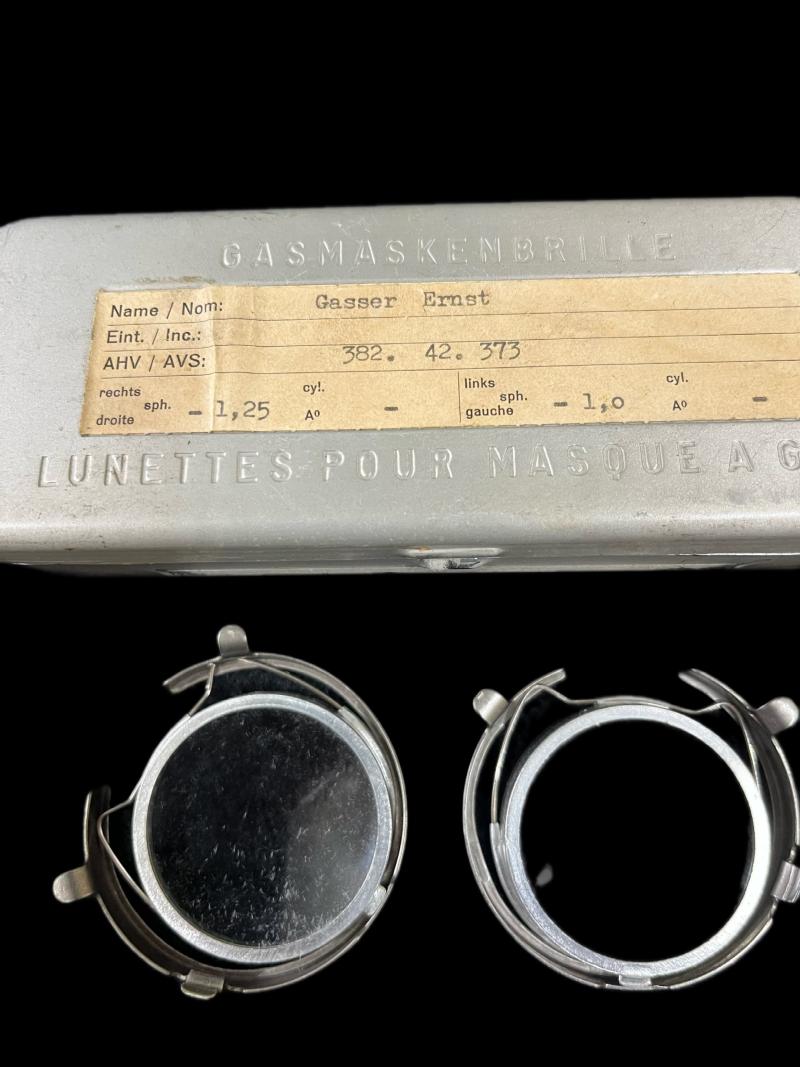 GASMASKENBRILLE
Name / Nom: Gasser Ernst
Eint. / Inc.:
AHV / AVS: 382. 42. 373
rechts sph. droite - 1,25 cyl. A° - links sph. gauche - 1,0 cyl. A° -
LUNETTES POUR MASQUE A G